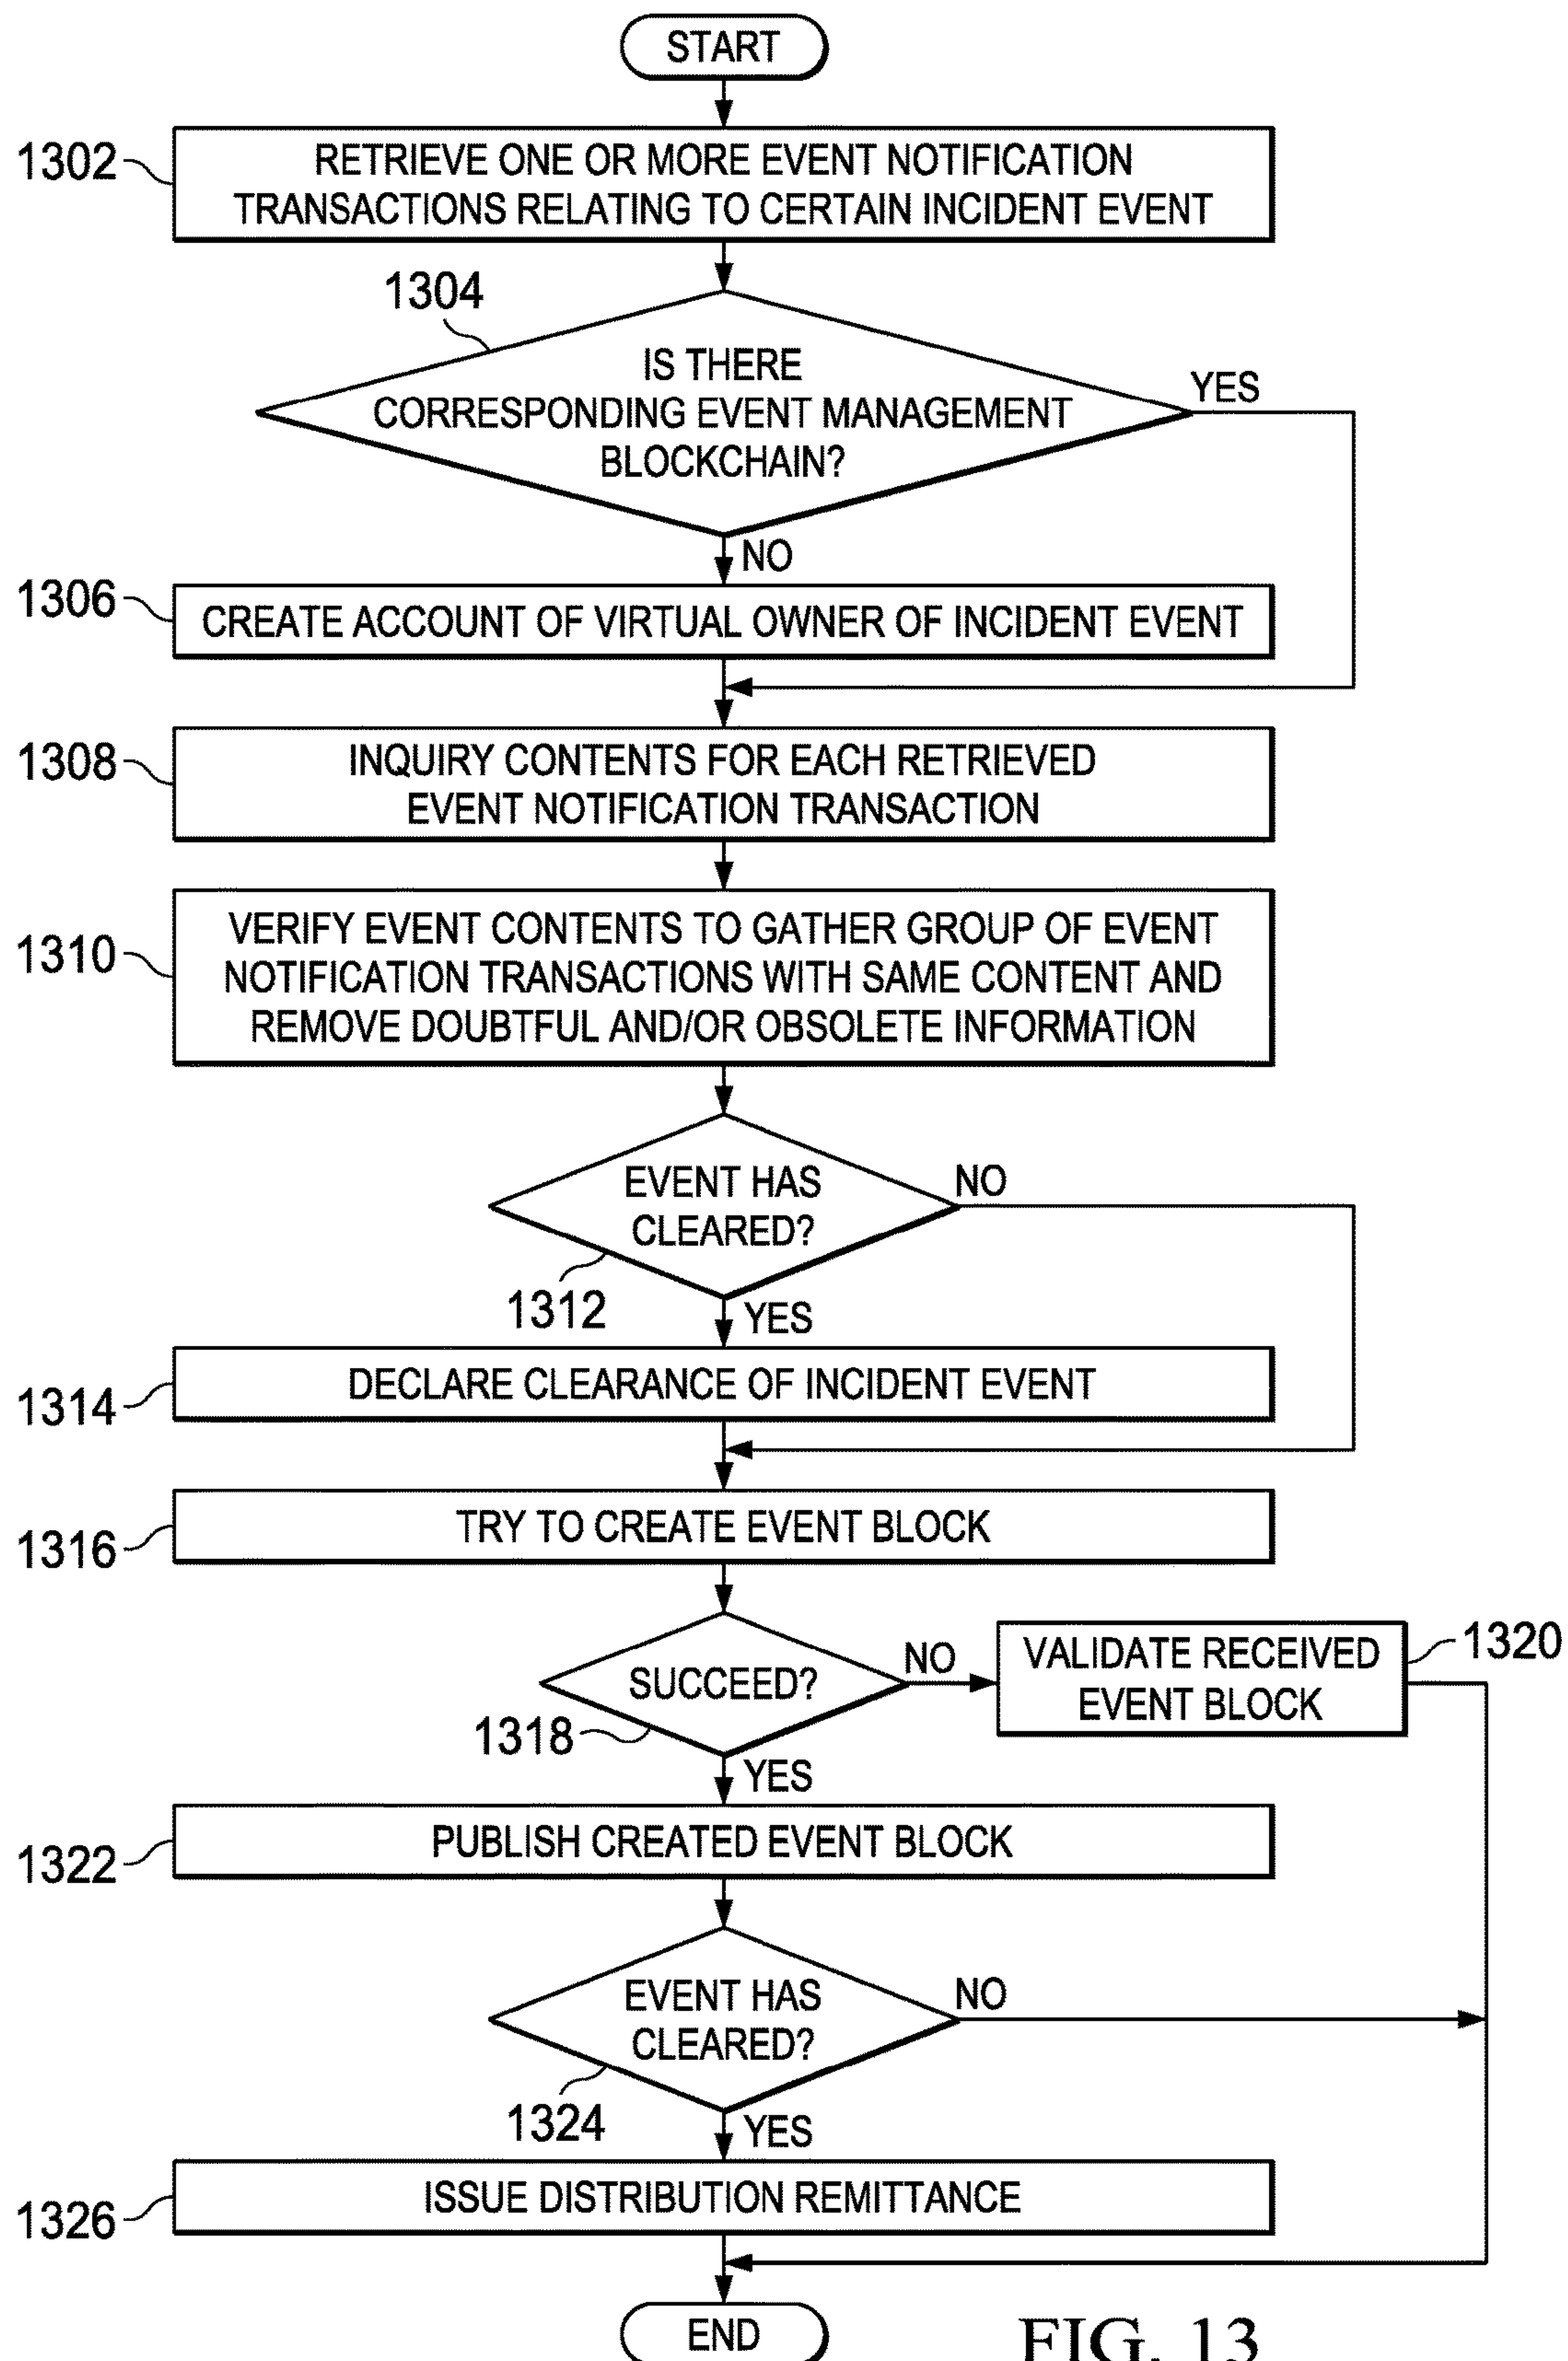 START
1302
RETRIEVE ONE OR MORE EVENT NOTIFICATION
TRANSACTIONS RELATING TO CERTAIN INCIDENT EVENT
1304
IS THERE
CORRESPONDING EVENT MANAGEMENT
BLOCKCHAIN?
YES
NO
1306
CREATE ACCOUNT OF VIRTUAL OWNER OF INCIDENT EVENT
1308
INQUIRY CONTENTS FOR EACH RETRIEVED
EVENT NOTIFICATION TRANSACTION
1310
VERIFY EVENT CONTENTS TO GATHER GROUP OF EVENT
NOTIFICATION TRANSACTIONS WITH SAME CONTENT AND
REMOVE DOUBTFUL AND/OR OBSOLETE INFORMATION
EVENT HAS
CLEARED?
NO
1312
YES
1314
DECLARE CLEARANCE OF INCIDENT EVENT
1316
TRY TO CREATE EVENT BLOCK
SUCCEED?
NO
1318
VALIDATE RECEIVED
EVENT BLOCK
1320
YES
1322
PUBLISH CREATED EVENT BLOCK
EVENT HAS
CLEARED?
NO
1324
YES
1326
ISSUE DISTRIBUTION REMITTANCE
END
FIG. 13